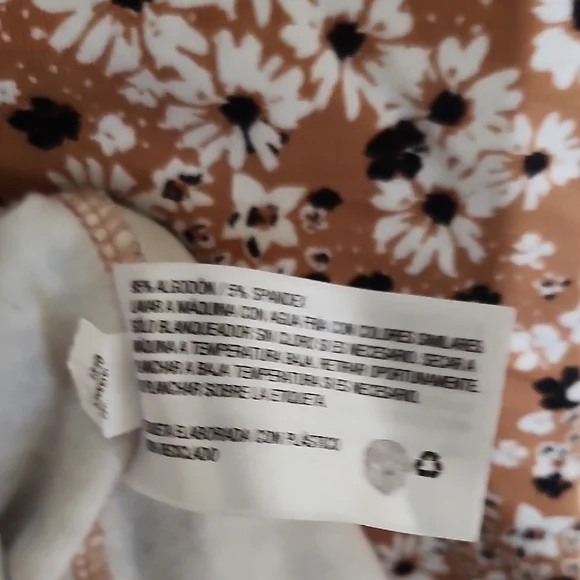 95% ALGODÓN / 5% SPANDEX
LAVAR A MÁQUINA CON AGUA FRÍA CON COLORES SIMILARES
SÓLO BLANQUEADOR SIN CLORO SI ES NECESARIO. SECAR A
MÁQUINA A TEMPERATURA BAJA. RETIRAR OPORTUNAMENTE.
PLANCHAR A BAJA TEMPERATURA SI ES NECESARIO.
PLANCHAR SOBRE LA ETIQUETA.
ELABORADA CON PLÁSTICO
RECICLADO